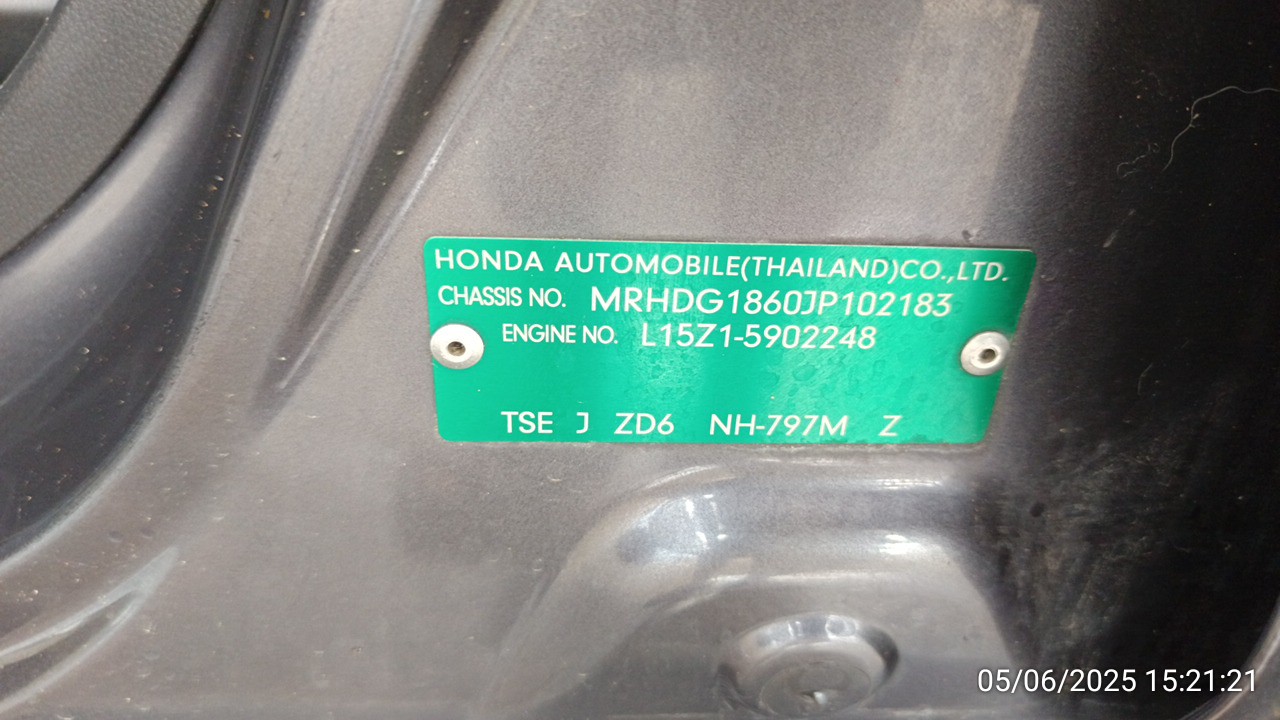 HONDA AUTOMOBILE(THAILAND)CO.,LTD.
CHASSIS NO. MRHDG1860JP102183
ENGINE NO. L15Z1-5902248
TSE J ZD6 NH-797M Z
05/06/2025 15:21:21